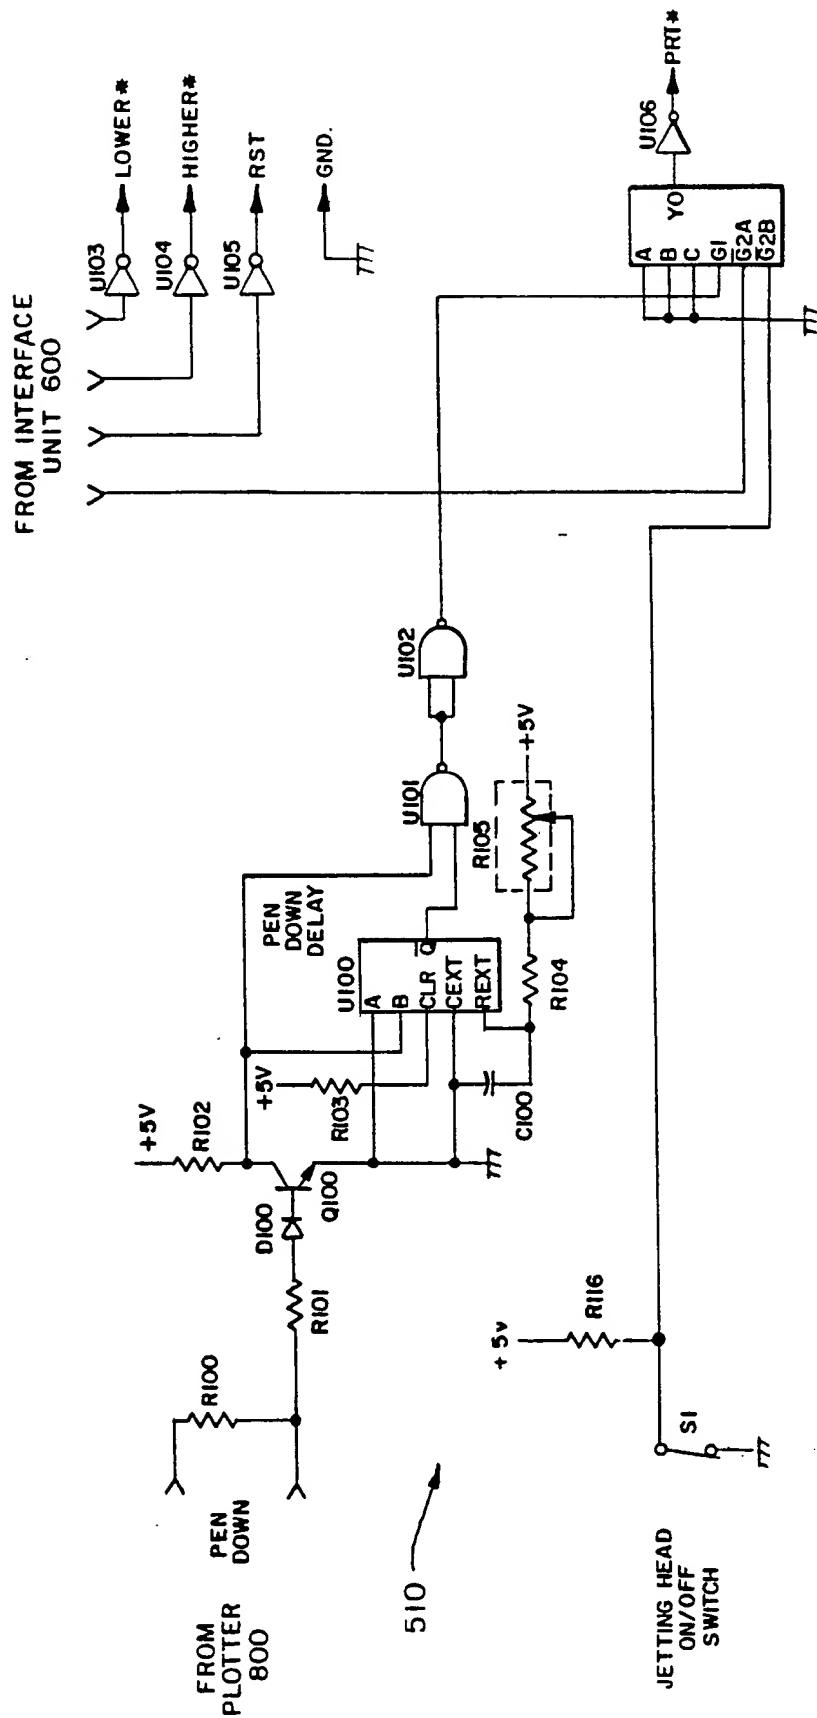 FROM PLOTTER 800
PEN DOWN
R100
R101
D100
Q100
+5V
R102
+5V
R103
PEN DOWN DELAY
U100
A
B
CLR
CEXT
REXT
Q
C100
R104
R105
+5V
U101
U102
FROM INTERFACE UNIT 600
U103
LOWER*
U104
HIGHER*
U105
RST
GND.
A
B
C
G1
G2A
G2B
Y0
U106
PRT*
510
JETTING HEAD ON/OFF SWITCH
S1
+5v
R116